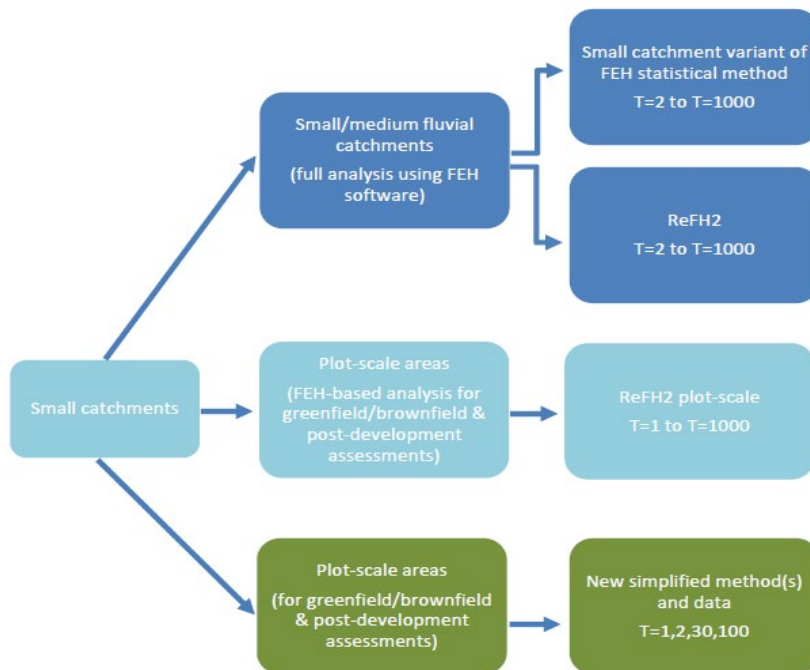 Small catchment variant of
FEH statistical method
T=2 to T=1000
Small/medium fluvial
catchments
(full analysis using FEH
software)
ReFH2
T=2 to T=1000
Small catchments
Plot-scale areas
(FEH-based analysis for
greenfield/brownfield &
post-development
assessments)
ReFH2 plot-scale
T=1 to T=1000
Plot-scale areas
(for greenfield/brownfield
& post-development
assessments)
New simplified method(s)
and data
T=1,2,30,100